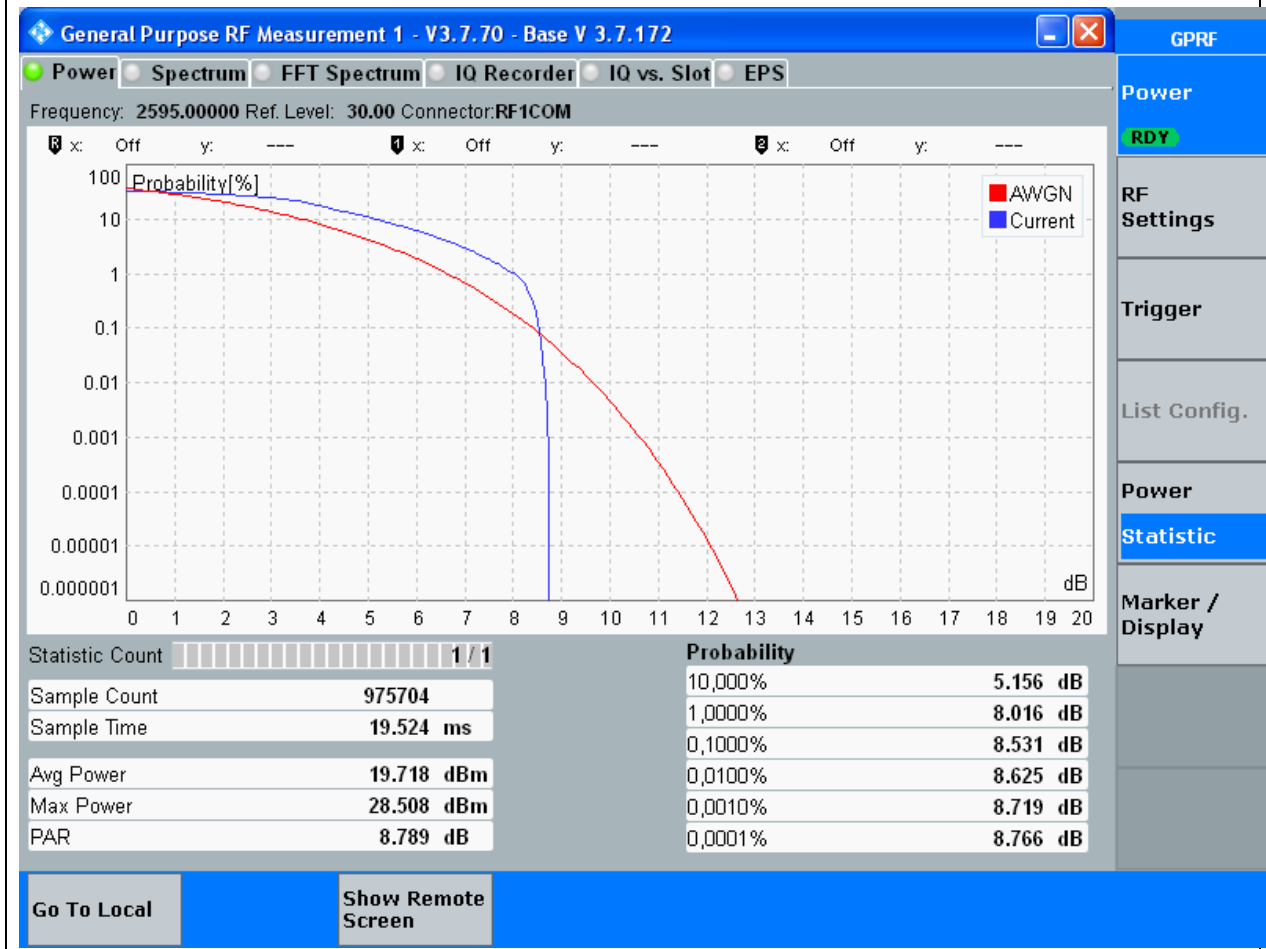 General Purpose RF Measurement 1 - V3.7.70 - Base V 3.7.172
GPRF
Power Spectrum FFT Spectrum IQ Recorder IQ vs. Slot EPS
Frequency: 2595.00000 Ref. Level: 30.00 Connector:RF1COM
R x: Off y: --- 1 x: Off y: --- 2 x: Off y: ---
Probability[%]
AWGN
Current
100
10
1
0.1
0.01
0.001
0.0001
0.00001
0.000001
dB
0 1 2 3 4 5 6 7 8 9 10 11 12 13 14 15 16 17 18 19 20
Statistic Count 1 / 1
Sample Count 975704
Sample Time 19.524 ms
Avg Power 19.718 dBm
Max Power 28.508 dBm
PAR 8.789 dB
Probability
10,000% 5.156 dB
1,0000% 8.016 dB
0,1000% 8.531 dB
0,0100% 8.625 dB
0,0010% 8.719 dB
0,0001% 8.766 dB
Power
RDY
RF
Settings
Trigger
List Config.
Power
Statistic
Marker /
Display
Go To Local
Show Remote
Screen